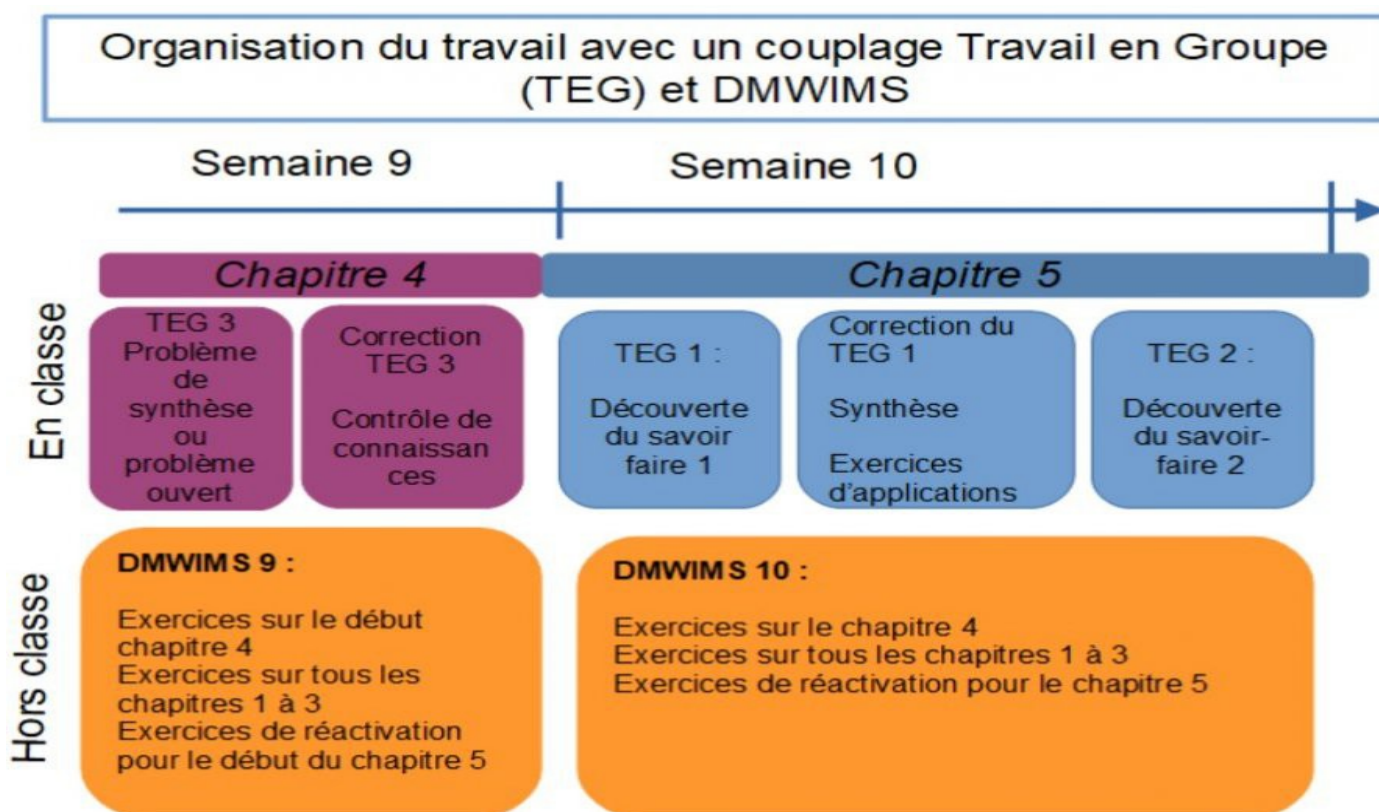 Organisation du travail avec un couplage Travail en Groupe
(TEG) et DMWIMS
Semaine 9
Semaine 10
Chapitre 4
Chapitre 5
En classe
TEG 3
Problème
de
synthèse
ou
problème
ouvert
Correction
TEG 3
Contrôle de
connaissan
ces
TEG 1 :
Découverte
du savoir
faire 1
Correction du
TEG 1
Synthèse
Exercices
d'applications
TEG 2 :
Découverte
du savoir-
faire 2
Hors classe
DMWIMS 9 :
Exercices sur le début
chapitre 4
Exercices sur tous les
chapitres 1 à 3
Exercices de réactivation
pour le début du chapitre 5
DMWIMS 10 :
Exercices sur le chapitre 4
Exercices sur tous les chapitres 1 à 3
Exercices de réactivation pour le chapitre 5